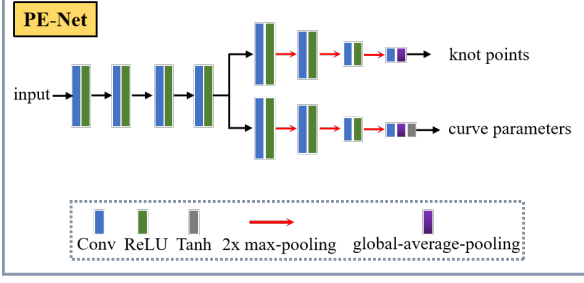 PE-Net
knot points
input
curve parameters
Conv ReLU Tanh 2x max-pooling global-average-pooling